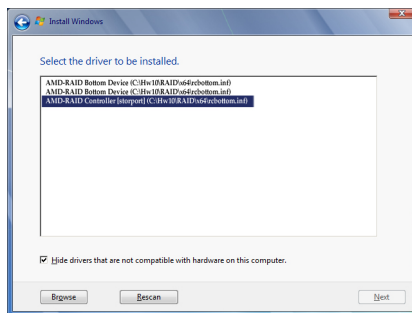 Install Windows
Select the driver to be installed.
AMD-RAID Bottom Device (C:\Hw10\RAID\x64\rcbottom.inf)
AMD-RAID Bottom Device (C:\Hw10\RAID\x64\rcbottom.inf)
AMD-RAID Controller [storport] (C:\Hw10\RAID\x64\rcbottom.inf)
Hide drivers that are not compatible with hardware on this computer.
Browse Rescan Next